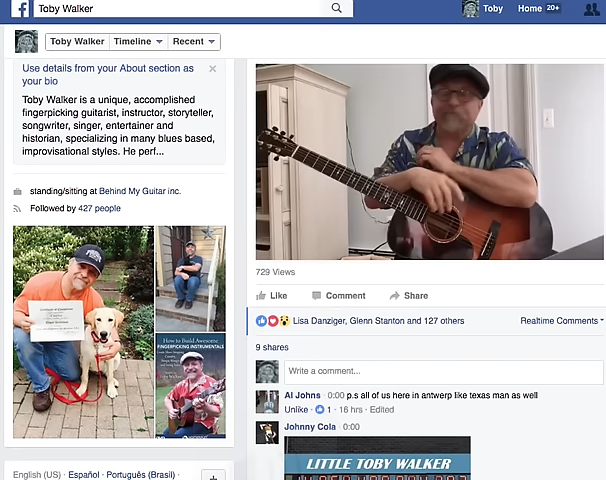 f
Toby Walker
Toby
Home 20+
Toby Walker
Timeline
Recent
Use details from your About section as
your bio
Toby Walker is a unique, accomplished
fingerpicking guitarist, instructor, storyteller,
songwriter, singer, entertainer and
historian, specializing in many blues based,
improvisational styles. He perf...
standing/sitting at Behind My Guitar inc.
Followed by 427 people
How to Build Awesome
FINGERPICKING INSTRUMENTALS
English (US) · Español · Português (Brasil) ·
+
729 Views
Like Comment Share
Lisa Danziger, Glenn Stanton and 127 others
Realtime Comments
9 shares
Write a comment...
Al Johns · 0:00 p.s all of us here in antwerp like texas man as well
Unlike · 1 · 16 hrs · Edited
Johnny Cola · 0:00
LITTLE TOBY WALKER